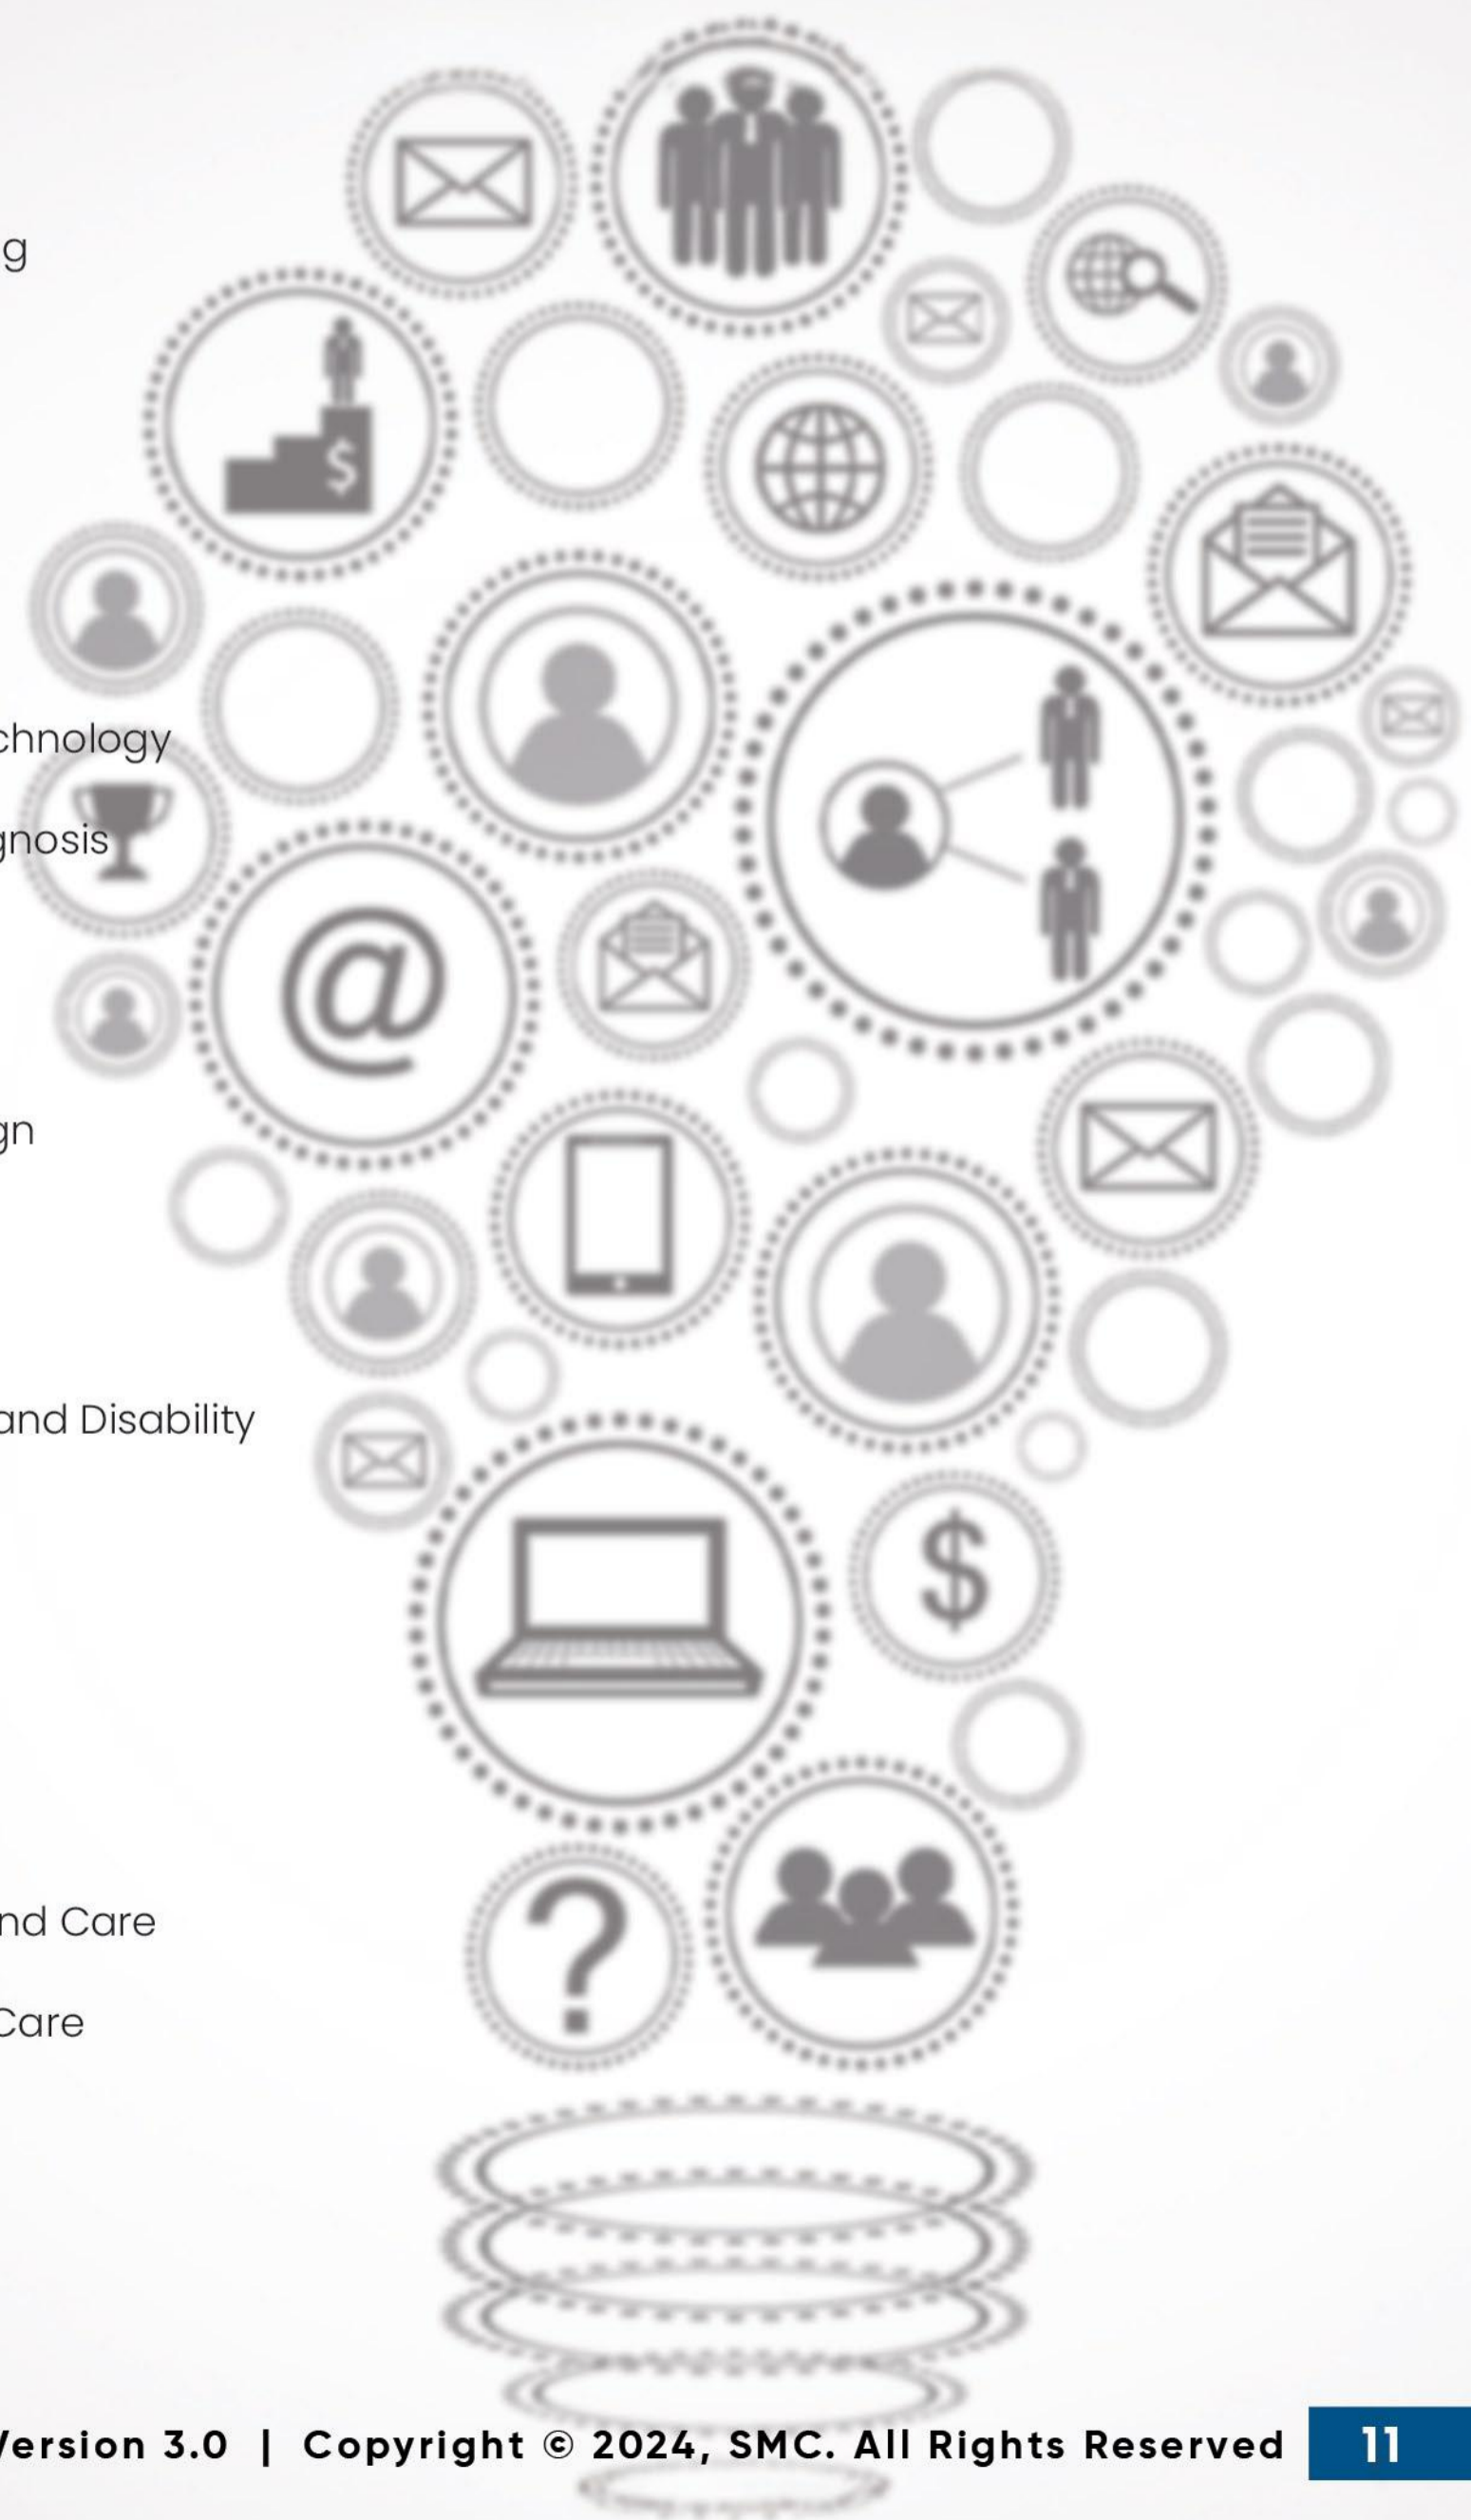 g
chnology
gnosis
@
gn
and Disability
$
$
?
nd Care
Care
Version 3.0 | Copyright © 2024, SMC. All Rights Reserved 11